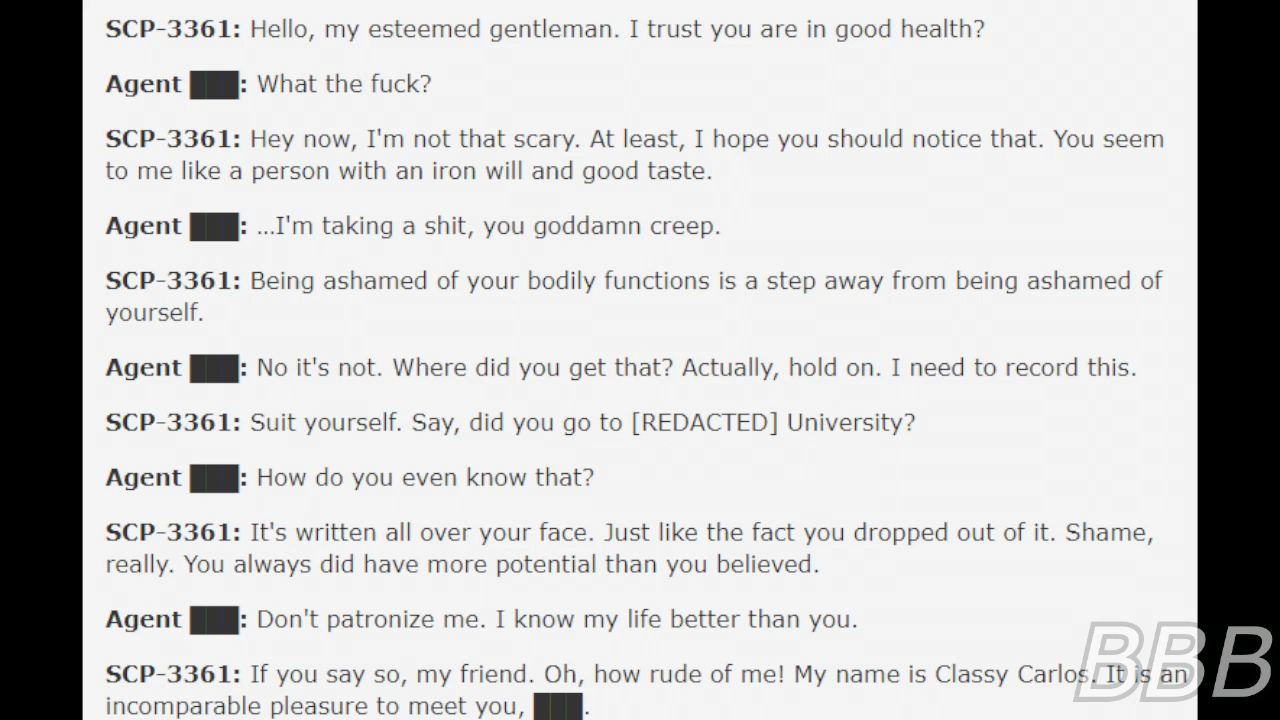 SCP-3361: Hello, my esteemed gentleman. I trust you are in good health?
Agent ███: What the fuck?
SCP-3361: Hey now, I'm not that scary. At least, I hope you should notice that. You seem
to me like a person with an iron will and good taste.
Agent ███: …I'm taking a shit, you goddamn creep.
SCP-3361: Being ashamed of your bodily functions is a step away from being ashamed of
yourself.
Agent ███: No it's not. Where did you get that? Actually, hold on. I need to record this.
SCP-3361: Suit yourself. Say, did you go to [REDACTED] University?
Agent ███: How do you even know that?
SCP-3361: It's written all over your face. Just like the fact you dropped out of it. Shame,
really. You always did have more potential than you believed.
Agent ███: Don't patronize me. I know my life better than you.
SCP-3361: If you say so, my friend. Oh, how rude of me! My name is Classy Carlos. It is an
incomparable pleasure to meet you, ███.
BBB